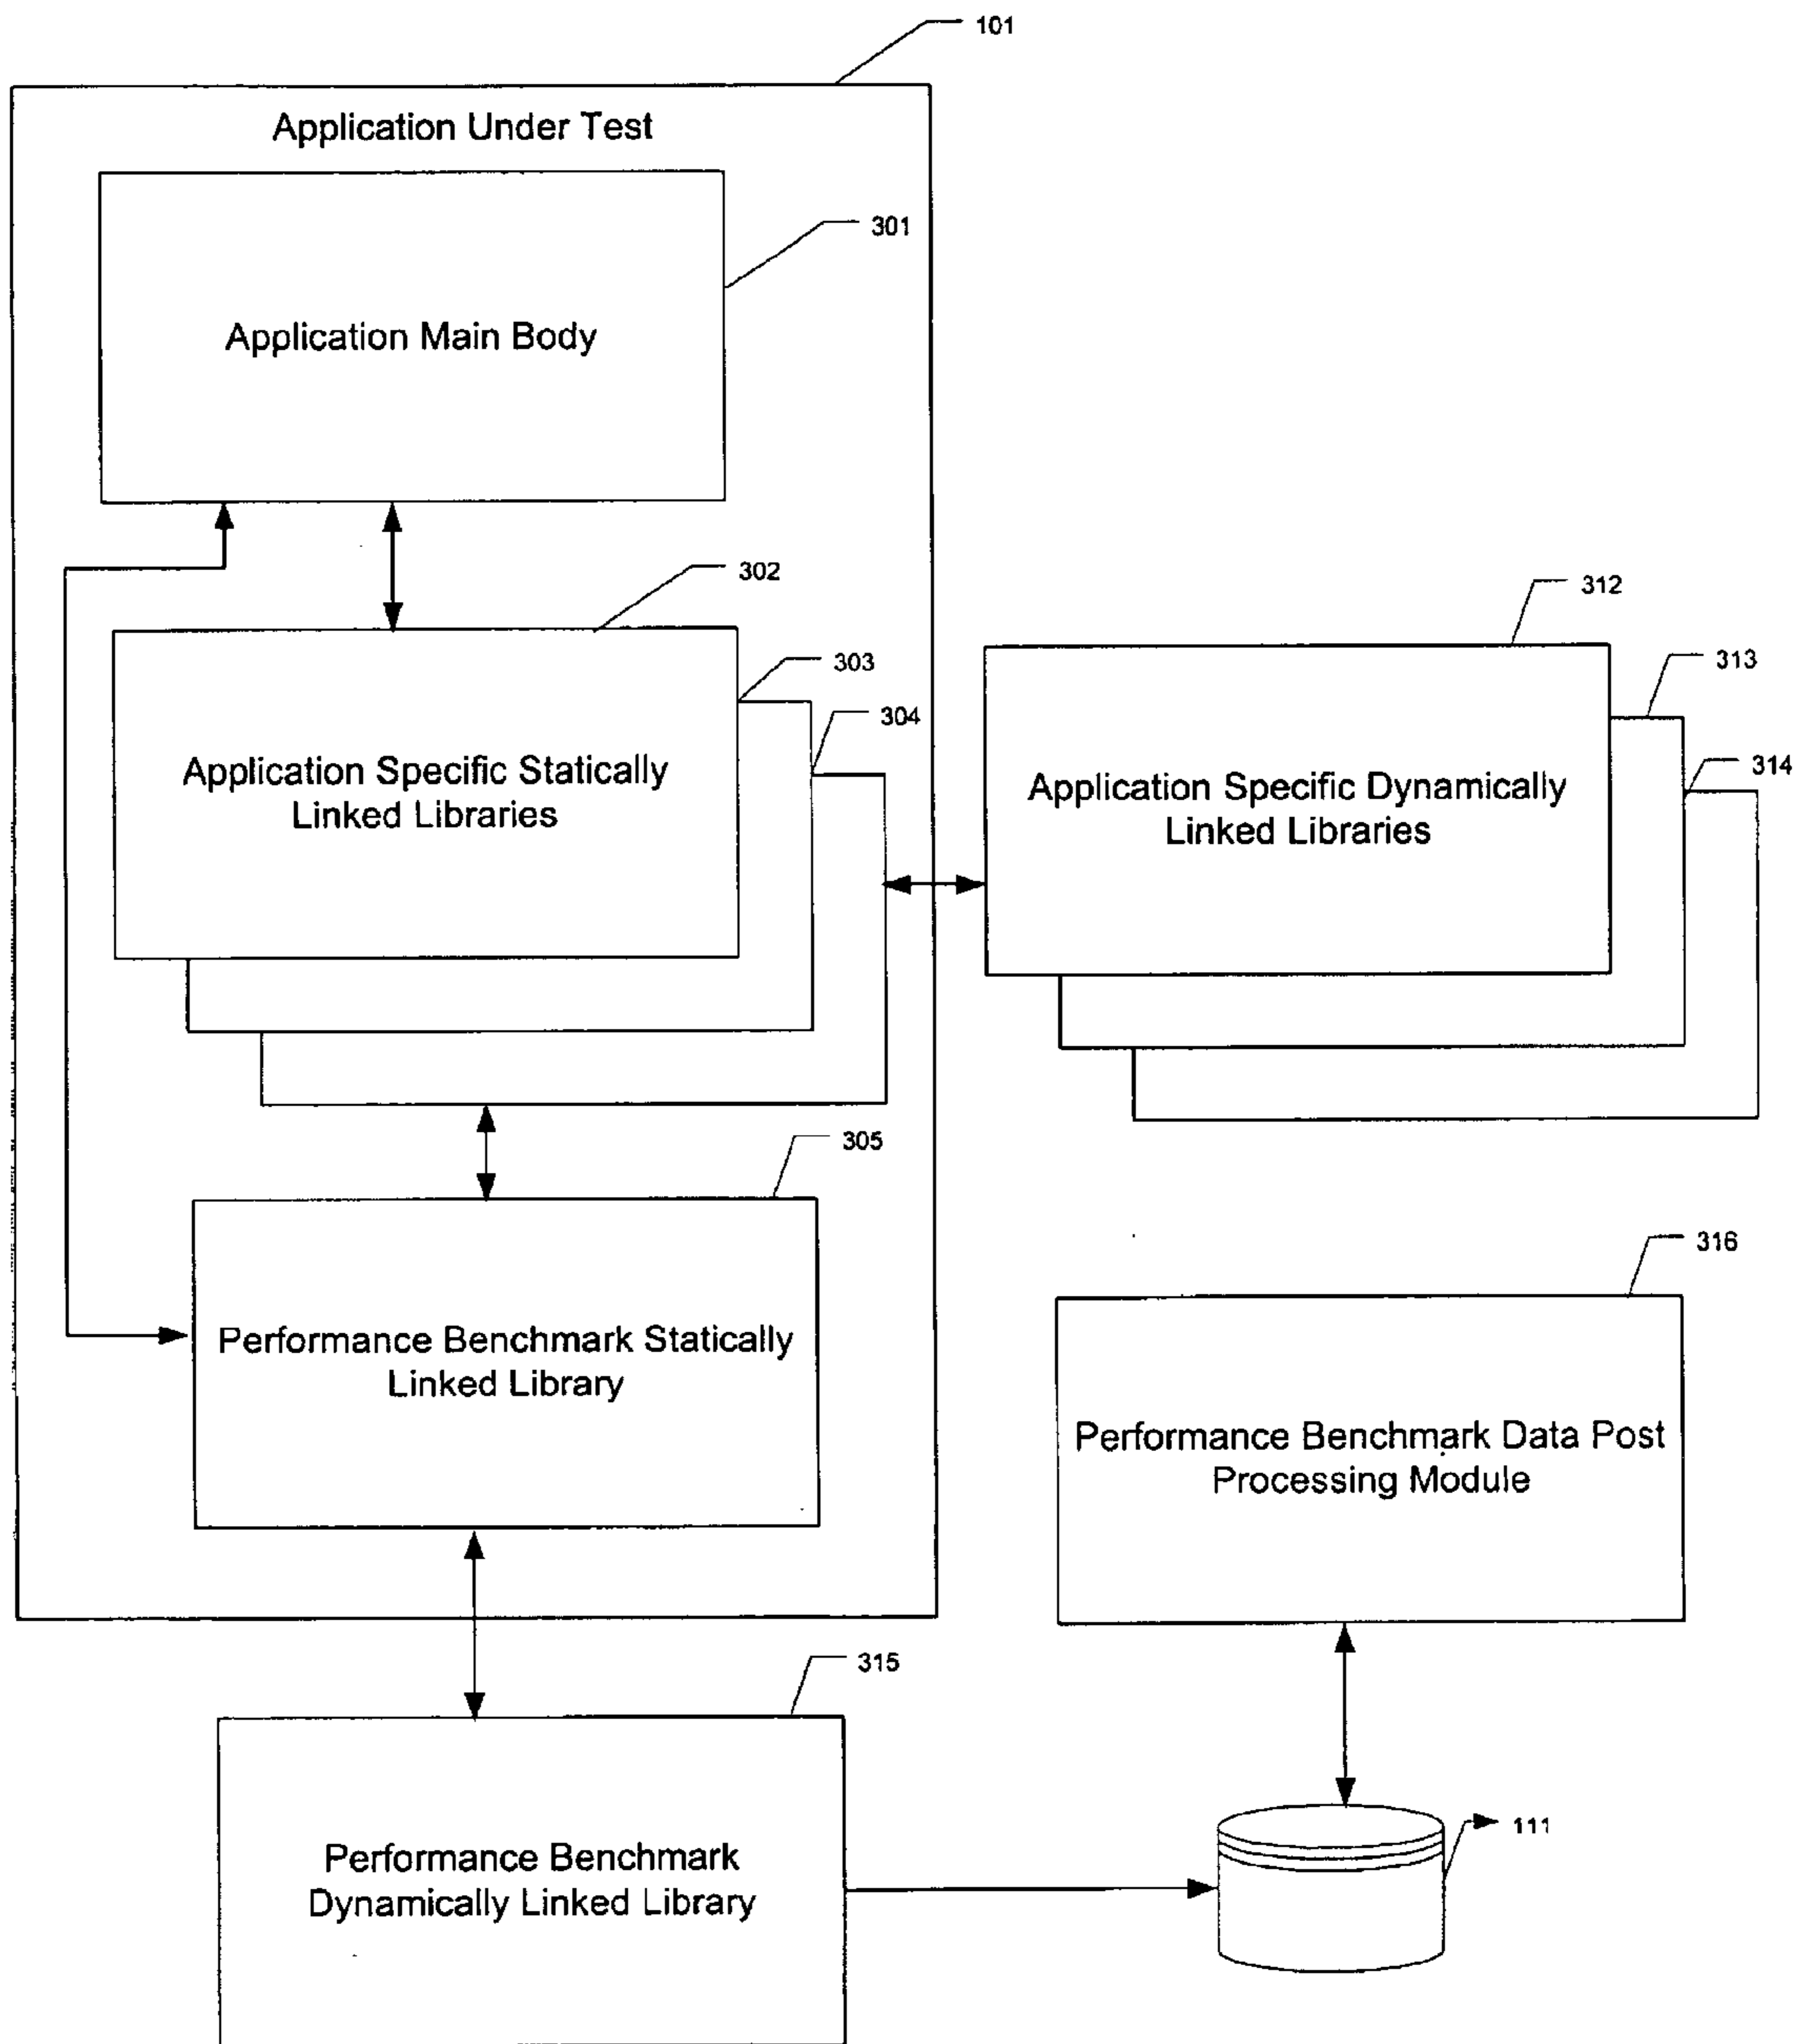 101
Application Under Test
301
Application Main Body
302
312
303
313
304
314
Application Specific Statically
Linked Libraries
Application Specific Dynamically
Linked Libraries
305
316
Performance Benchmark Statically
Linked Library
Performance Benchmark Data Post
Processing Module
315
111
Performance Benchmark
Dynamically Linked Library